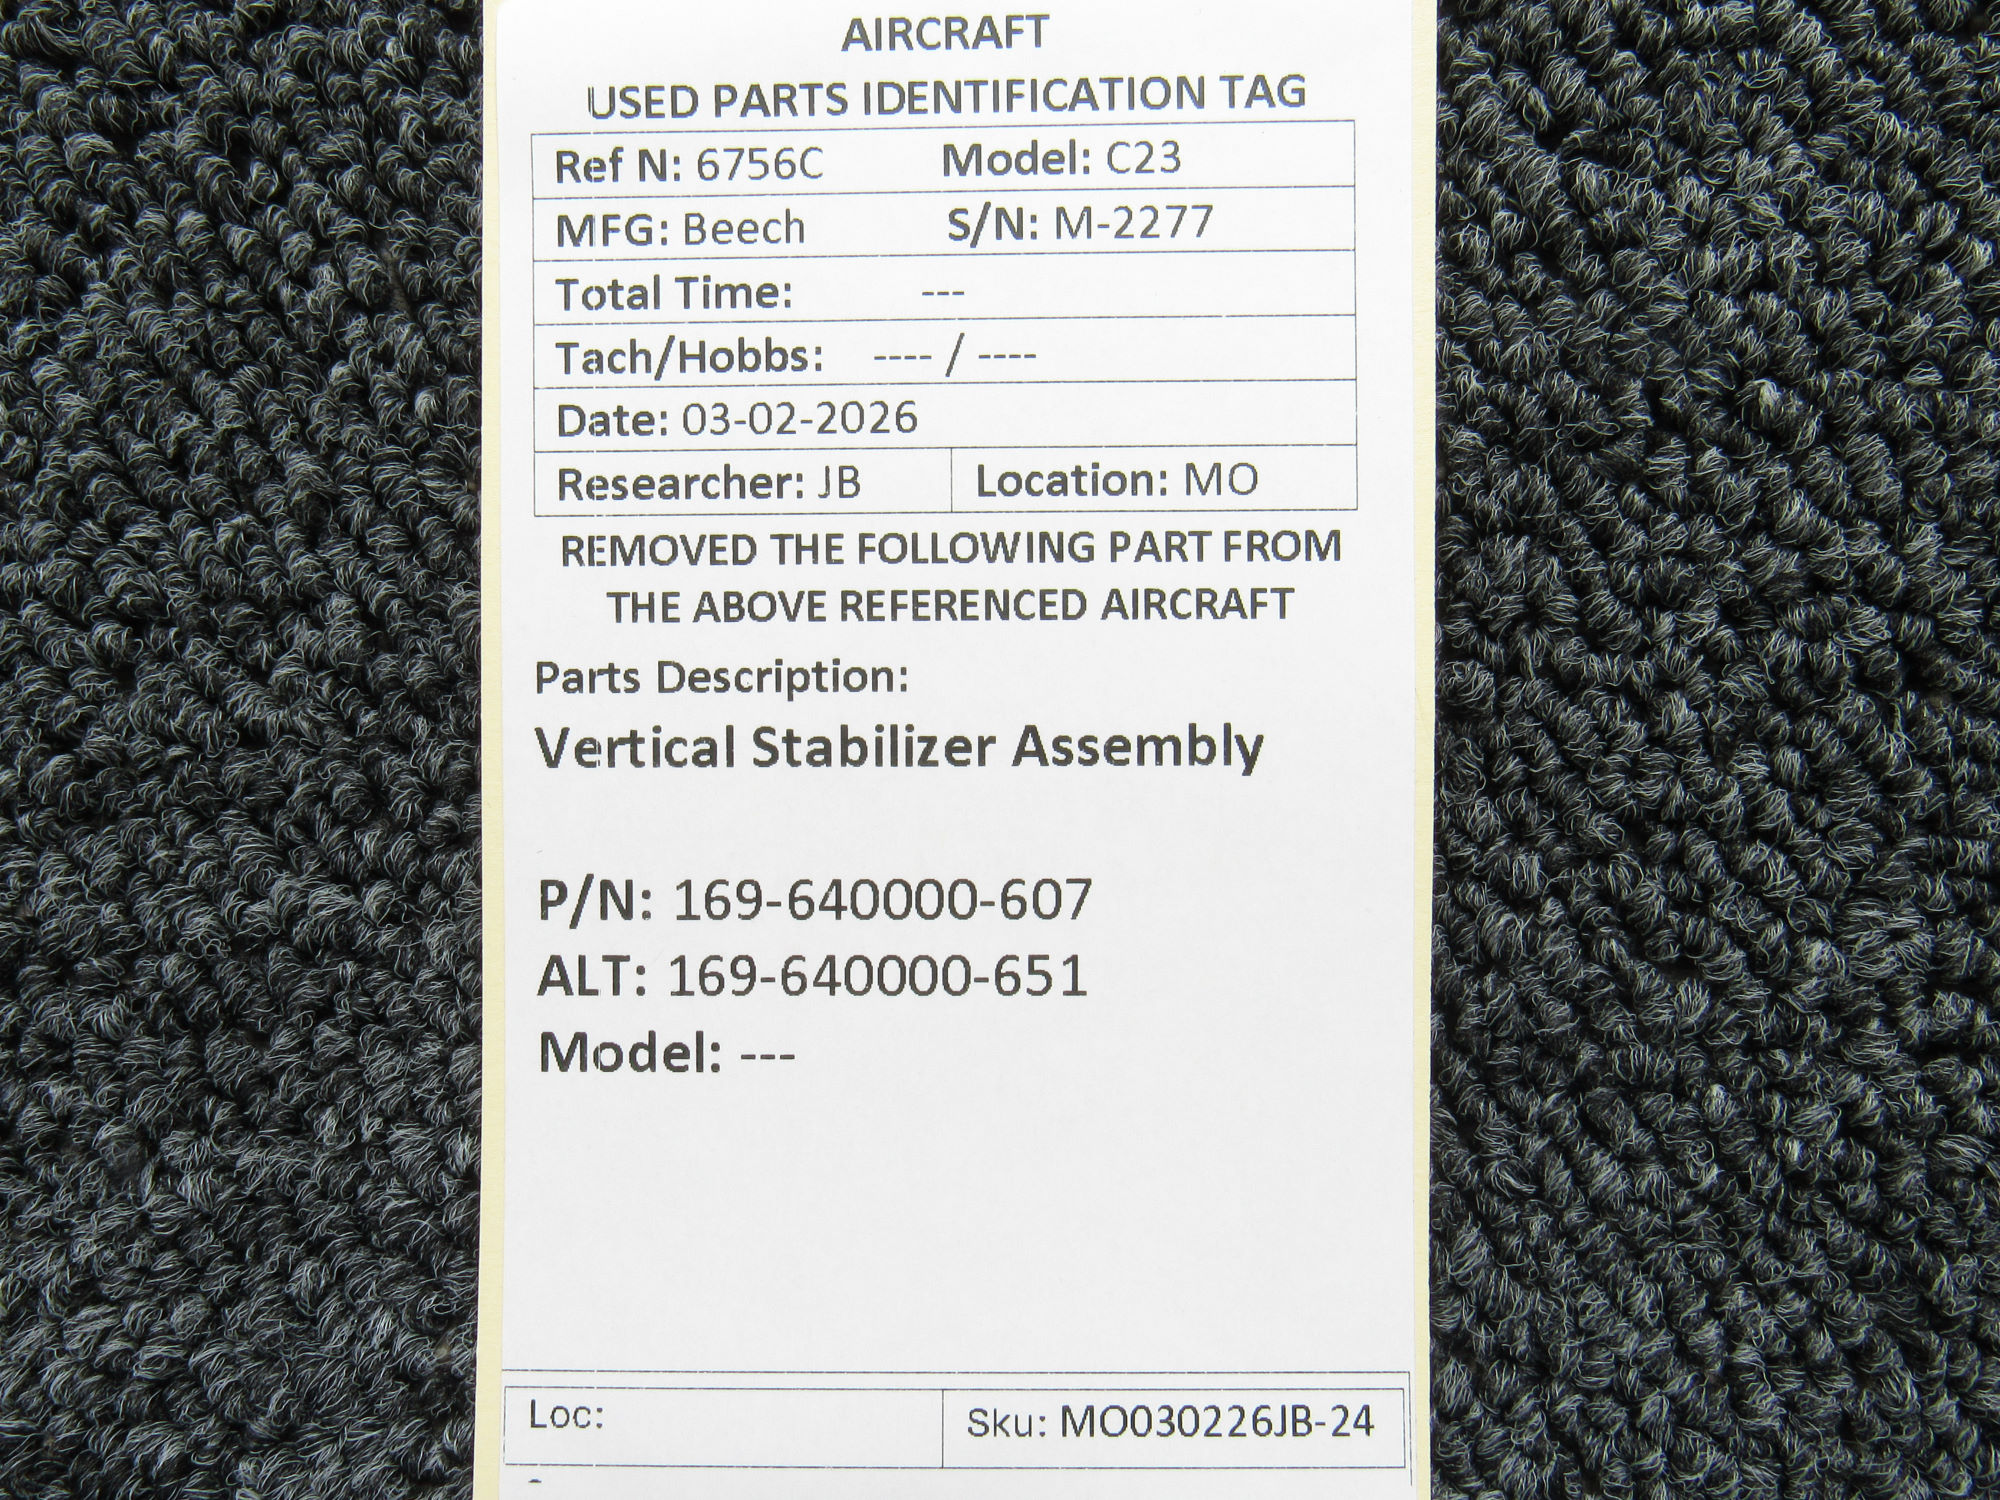 AIRCRAFT
USED PARTS IDENTIFICATION TAG
Ref N: 6756C Model: C23
MFG: Beech S/N: M-2277
Total Time: ---
Tach/Hobbs: ---- / ----
Date: 03-02-2026
Researcher: JB Location: MO
REMOVED THE FOLLOWING PART FROM
THE ABOVE REFERENCED AIRCRAFT
Parts Description:
Vertical Stabilizer Assembly
P/N: 169-640000-607
ALT: 169-640000-651
Model: ---
Loc: Sku: MO030226JB-24